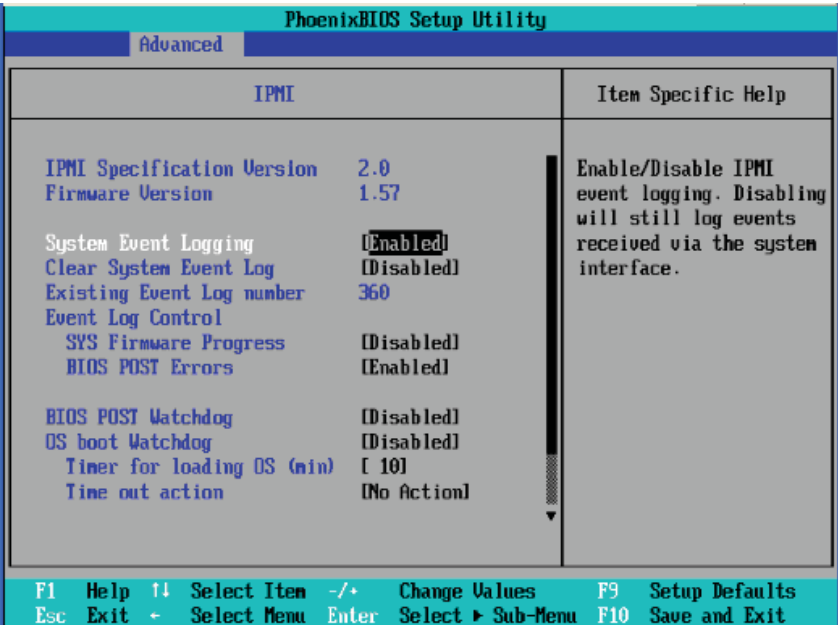 PhoenixBIOS Setup Utility
Advanced
IPMI
Item Specific Help
IPMI Specification Version 2.0
Firmware Version 1.57
System Event Logging [Enabled]
Clear System Event Log [Disabled]
Existing Event Log number 360
Event Log Control
SYS Firmware Progress [Disabled]
BIOS POST Errors [Enabled]
BIOS POST Watchdog [Disabled]
OS boot Watchdog [Disabled]
Timer for loading OS (min) [ 10]
Time out action [No Action]
Enable/Disable IPMI
event logging. Disabling
will still log events
received via the system
interface.
F1 Help ↑↓ Select Item -/+ Change Values F9 Setup Defaults
Esc Exit ← Select Menu Enter Select ▶ Sub-Menu F10 Save and Exit